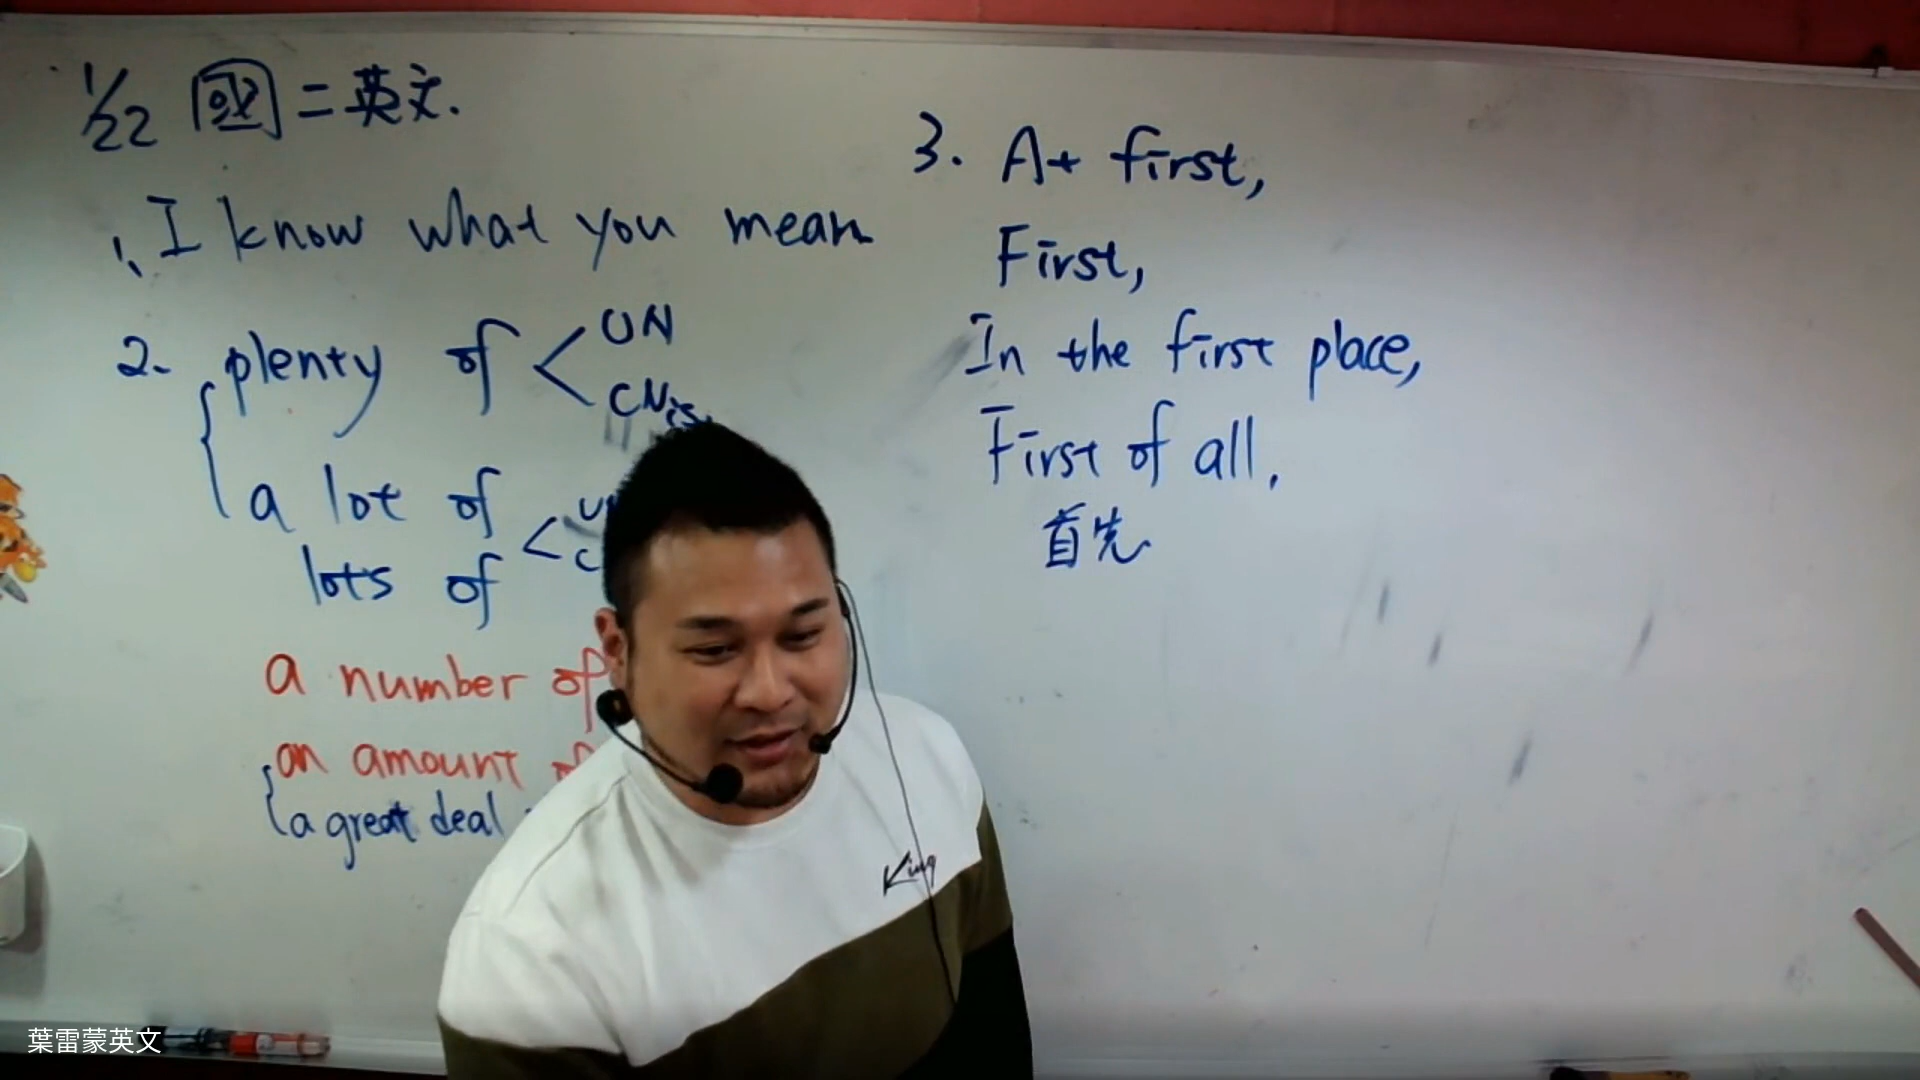 1/22 國二英文.
1. I know what you mean
2. plenty of < UN
CN
a lot of <
lots of
a number of
an amount
a great deal
3. At first,
First,
In the first place,
First of all,
首先
King
葉雷蒙英文